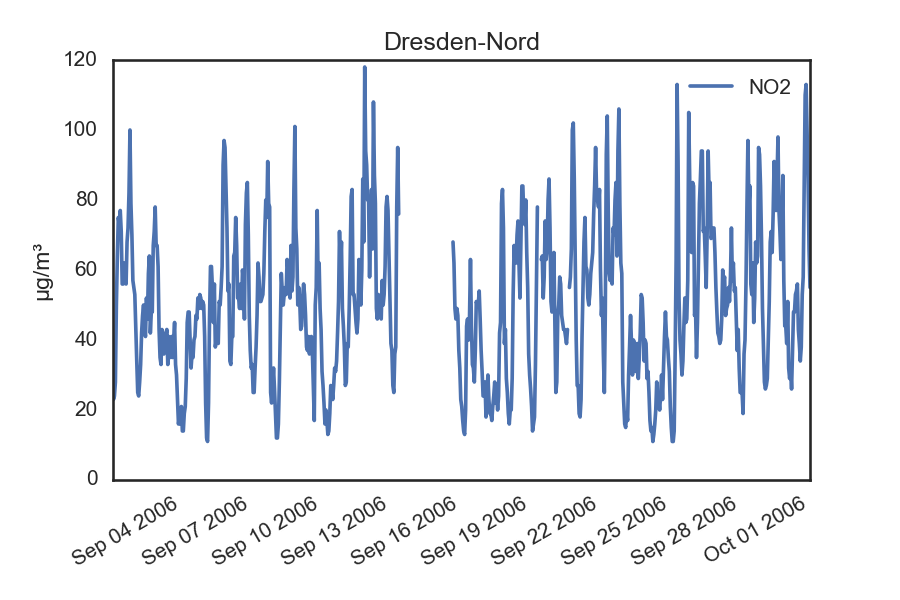 Dresden-Nord
NO2
µg/m³
120
100
80
60
40
20
0
Sep 04 2006
Sep 07 2006
Sep 10 2006
Sep 13 2006
Sep 16 2006
Sep 19 2006
Sep 22 2006
Sep 25 2006
Sep 28 2006
Oct 01 2006